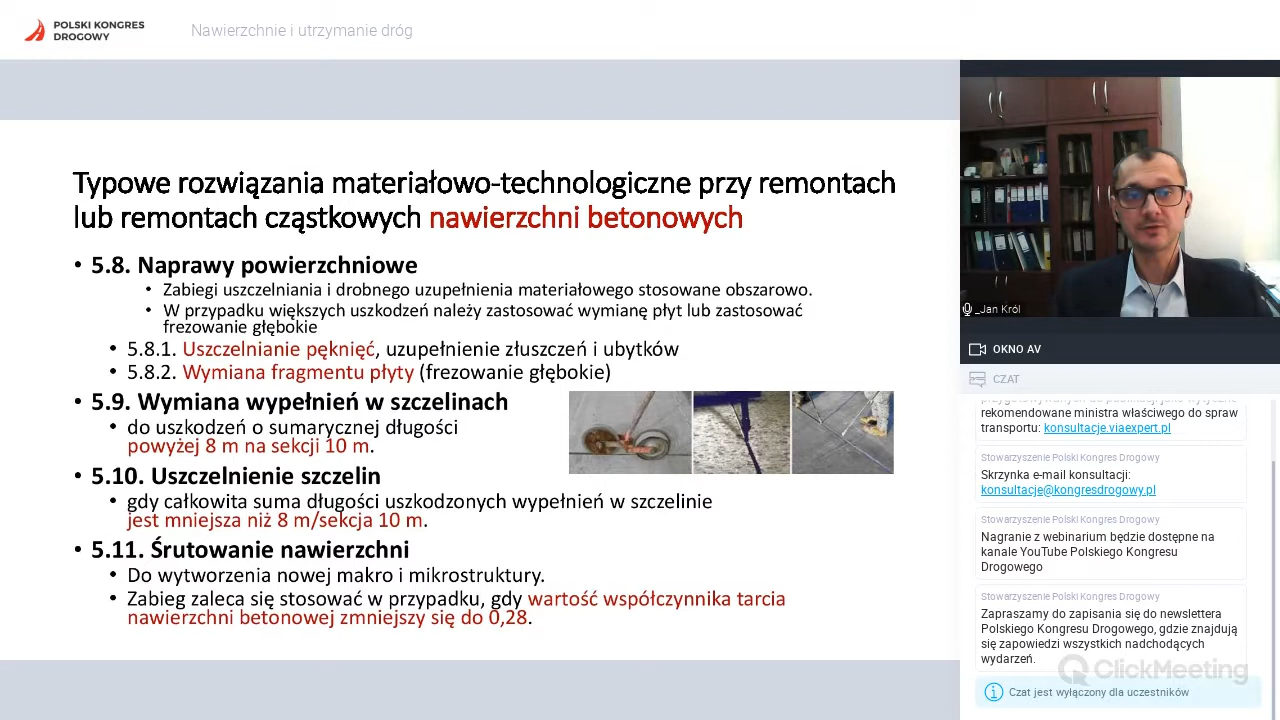 POLSKI KONGRES
DROGOWY
Nawierzchnie i utrzymanie dróg
Typowe rozwiązania materiałowo-technologiczne przy remontach
lub remontach cząstkowych nawierzchni betonowych
• 5.8. Naprawy powierzchniowe
• Zabiegi uszczelniania i drobnego uzupełnienia materiałowego stosowane obszarowo.
• W przypadku większych uszkodzeń należy zastosować wymianę płyt lub zastosować
frezowanie głębokie
• 5.8.1. Uszczelnianie pęknięć, uzupełnienie złuszczeń i ubytków
• 5.8.2. Wymiana fragmentu płyty (frezowanie głębokie)
• 5.9. Wymiana wypełnień w szczelinach
• do uszkodzeń o sumarycznej długości
powyżej 8 m na sekcji 10 m.
• 5.10. Uszczelnienie szczelin
• gdy całkowita suma długości uszkodzonych wypełnień w szczelinie
jest mniejsza niż 8 m/sekcja 10 m.
• 5.11. Śrutowanie nawierzchni
• Do wytworzenia nowej makro i mikrostruktury.
• Zabieg zaleca się stosować w przypadku, gdy wartość współczynnika tarcia
nawierzchni betonowej zmniejszy się do 0,28.
_Jan Król
OKNO AV
CZAT
rekomendowane ministra właściwego do spraw
transportu: konsultacje.viaexpert.pl
Stowarzyszenie Polski Kongres Drogowy
Skrzynka e-mail konsultacji:
konsultacje@kongresdrogowy.pl
Stowarzyszenie Polski Kongres Drogowy
Nagranie z webinarium będzie dostępne na
kanale YouTube Polskiego Kongresu
Drogowego
Stowarzyszenie Polski Kongres Drogowy
Zapraszamy do zapisania się do newslettera
Polskiego Kongresu Drogowego, gdzie znajdują
się zapowiedzi wszystkich nadchodzących
wydarzeń.
ClickMeeting
Czat jest wyłączony dla uczestników